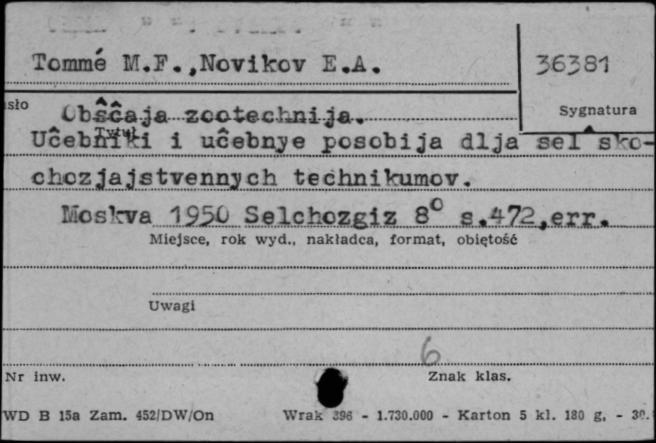 Tommé M.F.,Novikov E.A.
36381
sło
Obŝĉaja zootechnija.
Sygnatura
Tytuł
Uĉebniki i uĉebnye posobija dlja sel^sko-
chozjajstvennych technikumov.
Moskva 1950 Selchozgiz 8° s.472,err.
Miejsce, rok wyd., nakładca, format, objętość
Uwagi
6
Nr inw.
Znak klas.
WD B 15a Zam. 452/DW/On
Wrak 396 - 1.730.000 - Karton 5 kl. 180 g, - 30.